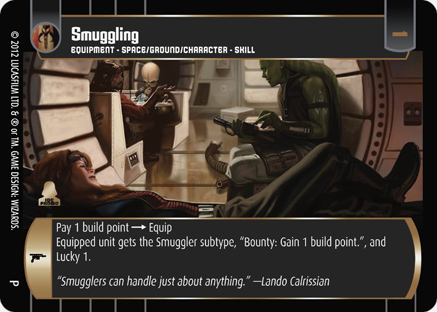 Smuggling
EQUIPMENT - SPACE/GROUND/CHARACTER - SKILL
© 2012 LUCASFILM LTD. & ® or TM. GAME DESIGN: WIZARDS.
P
Pay 1 build point → Equip
Equipped unit gets the Smuggler subtype, “Bounty: Gain 1 build point.”, and
Lucky 1.
“Smugglers can handle just about anything.” —Lando Calrissian